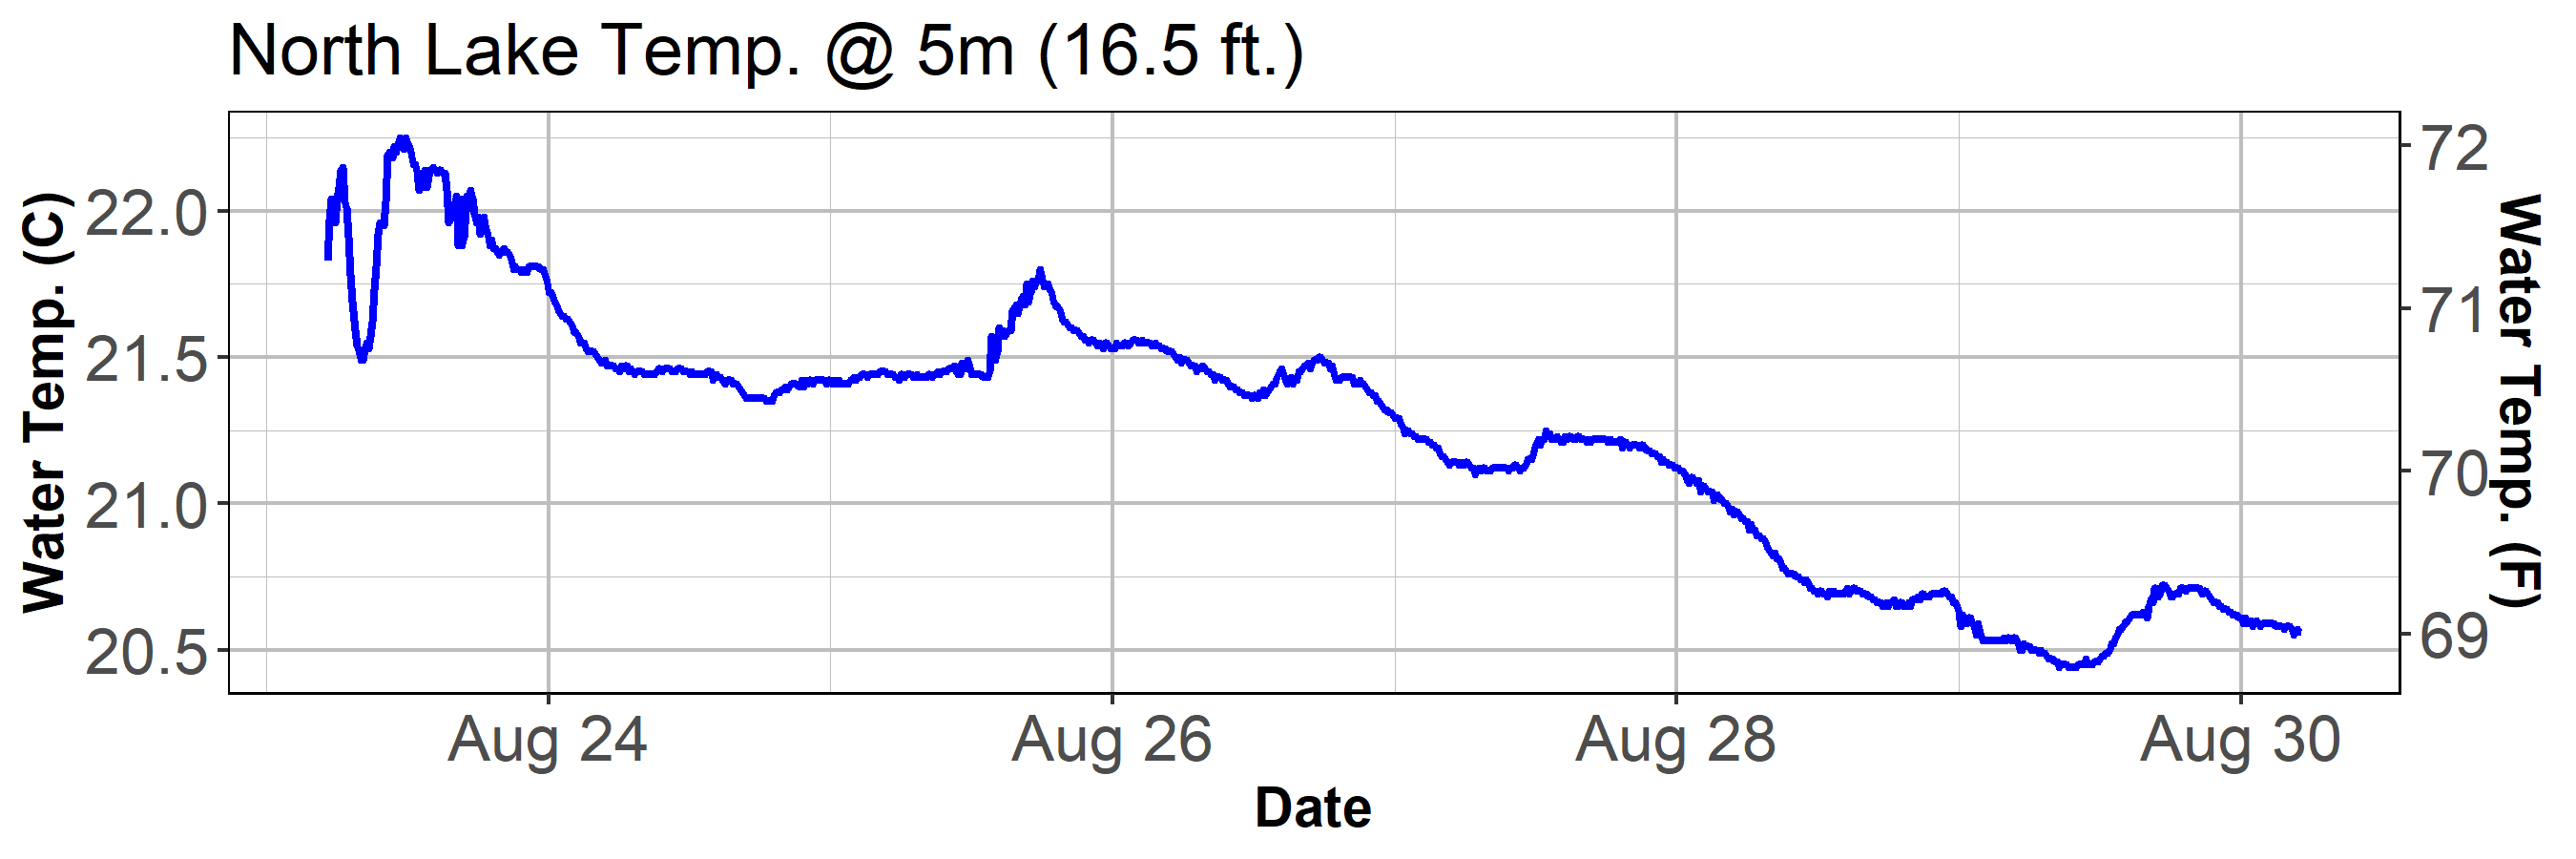 North Lake Temp. @ 5m (16.5 ft.)
Water Temp. (C)
22.0
21.5
21.0
20.5
72
71
70
69
Water Temp. (F)
Aug 24
Aug 26
Aug 28
Aug 30
Date